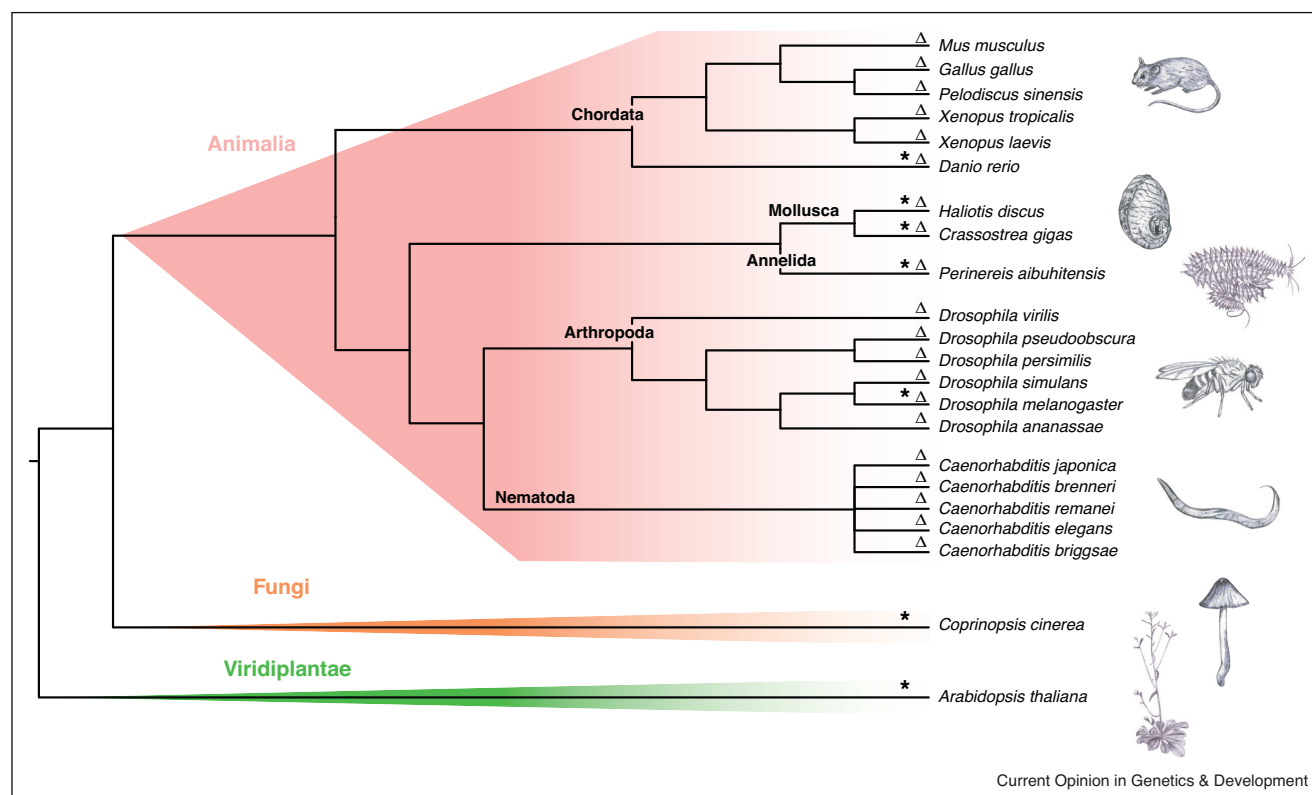 Δ Mus musculus
Δ Gallus gallus
Δ Pelodiscus sinensis
Chordata
Δ Xenopus tropicalis
Animalia
Δ Xenopus laevis
* Δ Danio rerio
Mollusca
* Δ Haliotis discus
* Δ Crassostrea gigas
Annelida
* Δ Perinereis aibuhitensis
Δ Drosophila virilis
Arthropoda
Δ Drosophila pseudoobscura
Δ Drosophila persimilis
Δ Drosophila simulans
* Δ Drosophila melanogaster
Δ Drosophila ananassae
Δ Caenorhabditis japonica
Δ Caenorhabditis brenneri
Nematoda
Δ Caenorhabditis remanei
Δ Caenorhabditis elegans
Δ Caenorhabditis briggsae
Fungi
* Coprinopsis cinerea
Viridiplantae
* Arabidopsis thaliana
Current Opinion in Genetics & Development